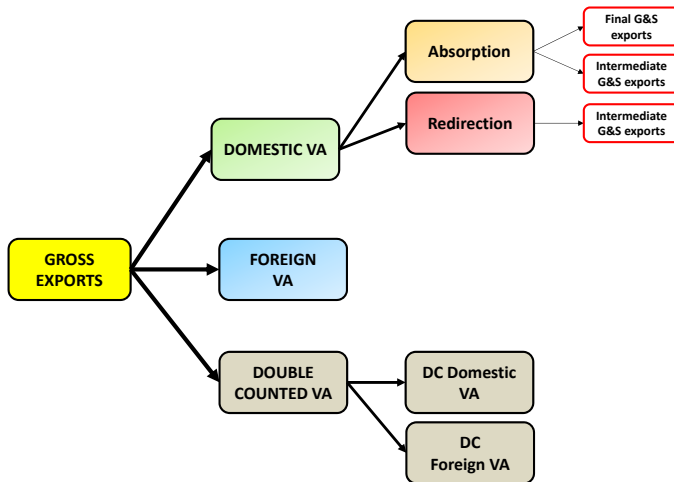 Final G&S
exports
Absorption
Intermediate
G&S exports
Redirection
Intermediate
G&S exports
DOMESTIC VA
GROSS
EXPORTS
FOREIGN
VA
DOUBLE
COUNTED VA
DC Domestic
VA
DC
Foreign VA